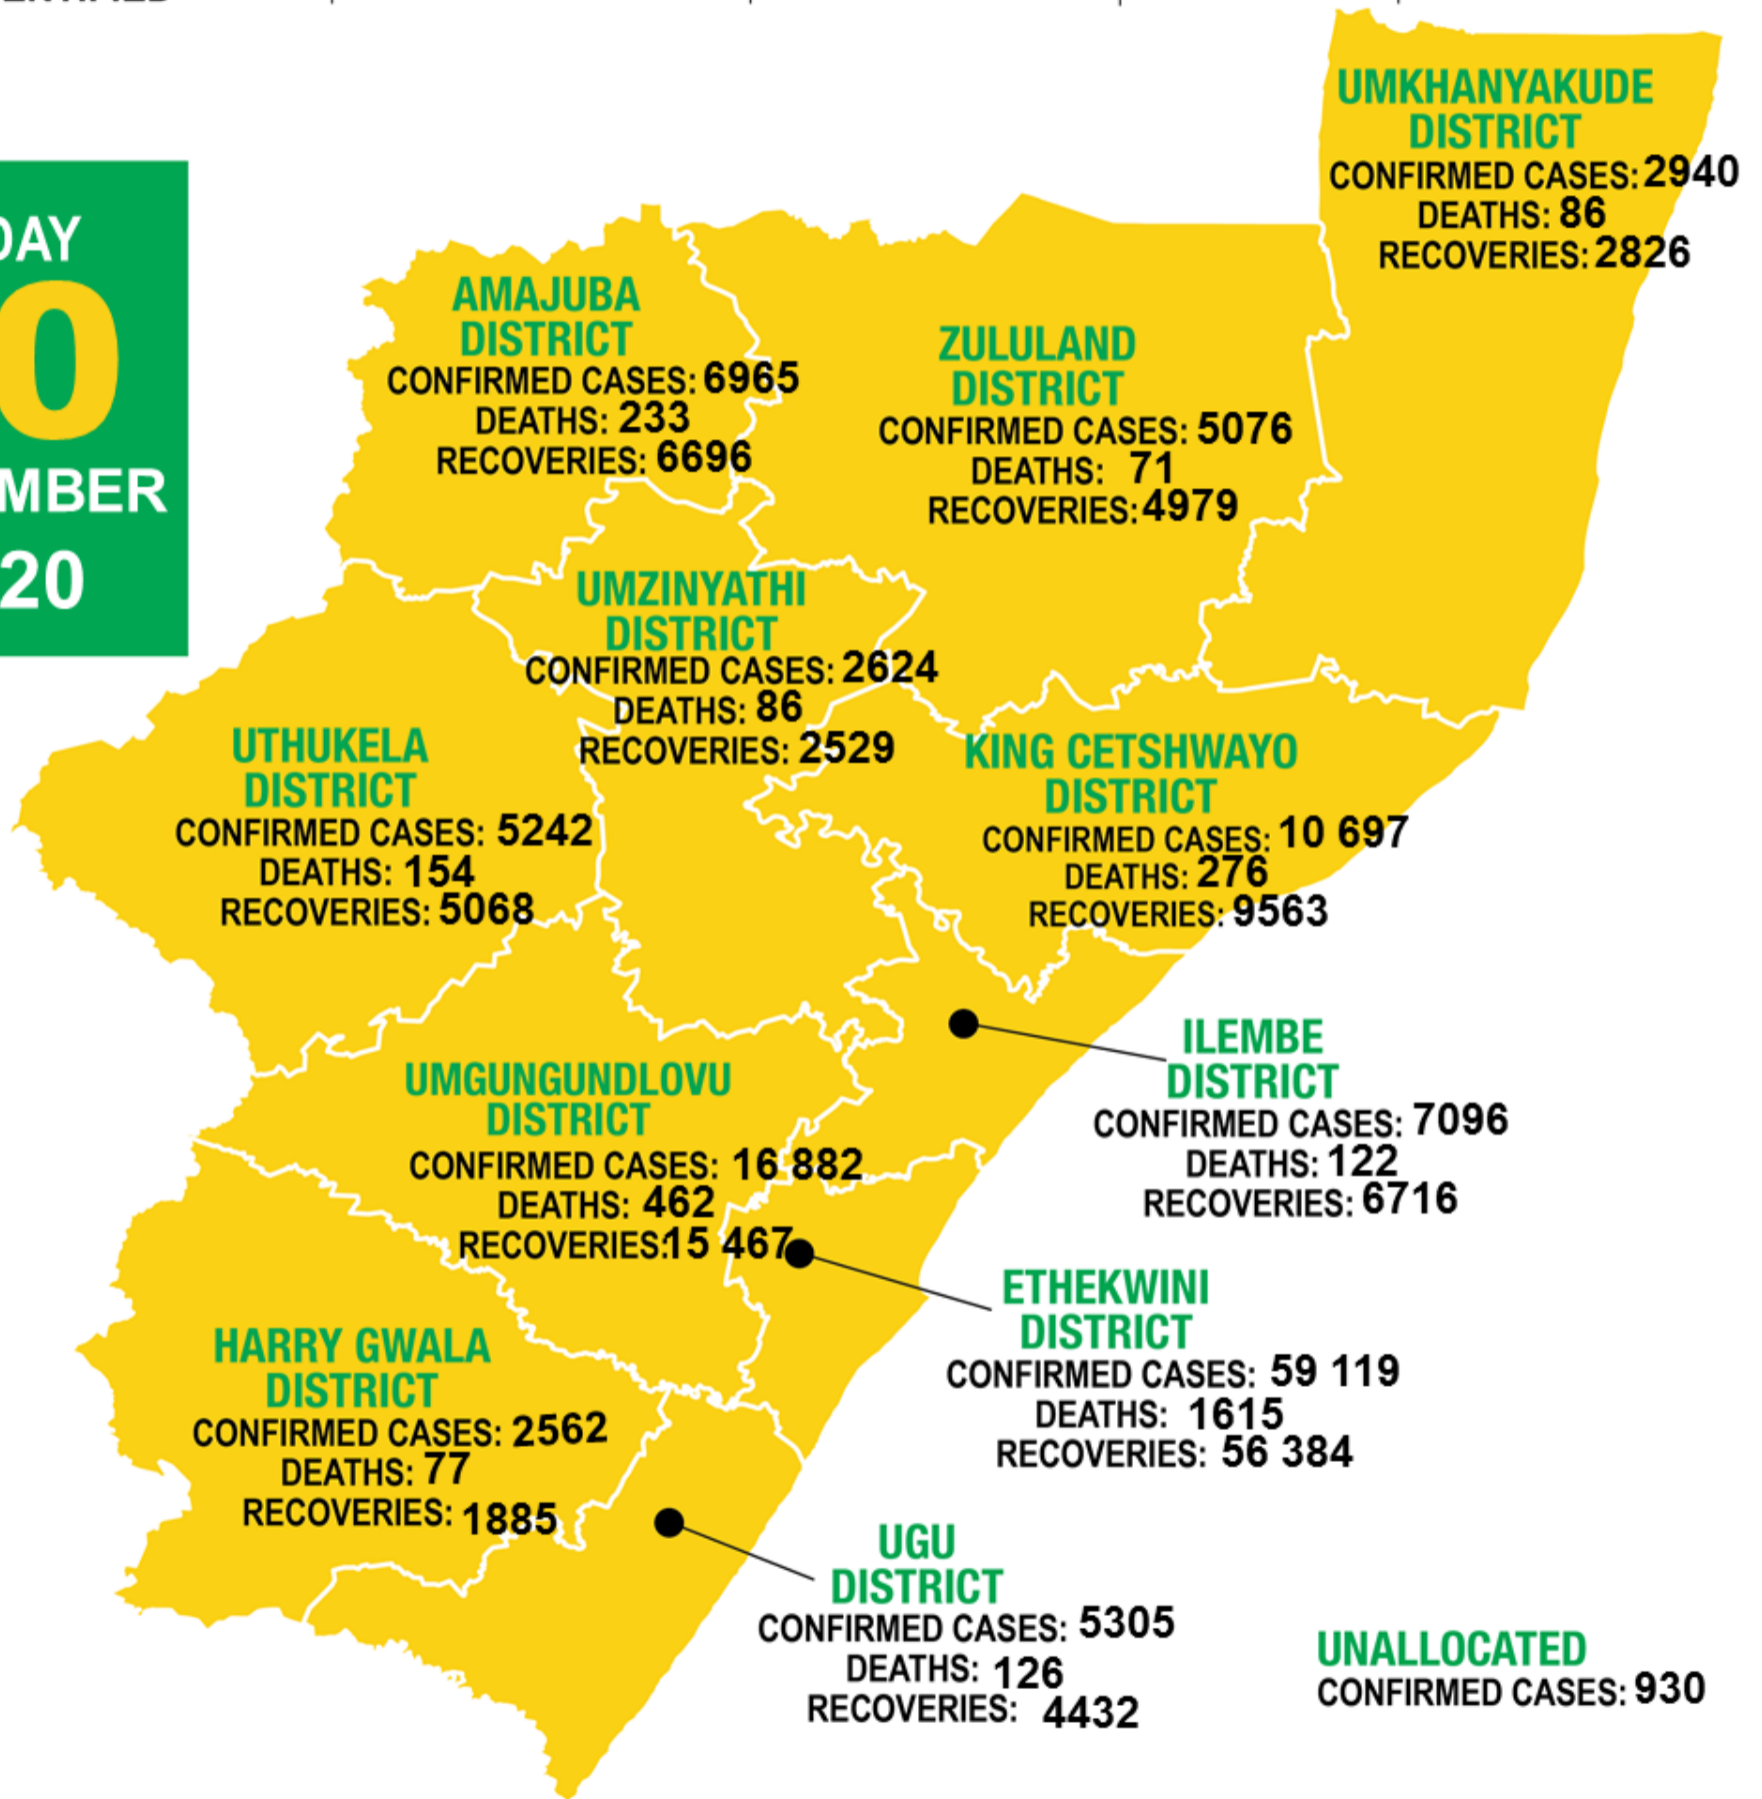 DAY
0
MBER
20
UMKHANYAKUDE
DISTRICT
CONFIRMED CASES: 2940
DEATHS: 86
RECOVERIES: 2826
AMAJUBA
DISTRICT
CONFIRMED CASES: 6965
DEATHS: 233
RECOVERIES: 6696
ZULULAND
DISTRICT
CONFIRMED CASES: 5076
DEATHS: 71
RECOVERIES: 4979
UMZINYATHI
DISTRICT
CONFIRMED CASES: 2624
DEATHS: 86
RECOVERIES: 2529
UTHUKELA
DISTRICT
CONFIRMED CASES: 5242
DEATHS: 154
RECOVERIES: 5068
KING CETSHWAYO
DISTRICT
CONFIRMED CASES: 10 697
DEATHS: 276
RECOVERIES: 9563
ILEMBE
DISTRICT
CONFIRMED CASES: 7096
DEATHS: 122
RECOVERIES: 6716
UMGUNGUNDLOVU
DISTRICT
CONFIRMED CASES: 16 882
DEATHS: 462
RECOVERIES: 15 467
ETHEKWINI
DISTRICT
CONFIRMED CASES: 59 119
DEATHS: 1615
RECOVERIES: 56 384
HARRY GWALA
DISTRICT
CONFIRMED CASES: 2562
DEATHS: 77
RECOVERIES: 1885
UGU
DISTRICT
CONFIRMED CASES: 5305
DEATHS: 126
RECOVERIES: 4432
UNALLOCATED
CONFIRMED CASES: 930